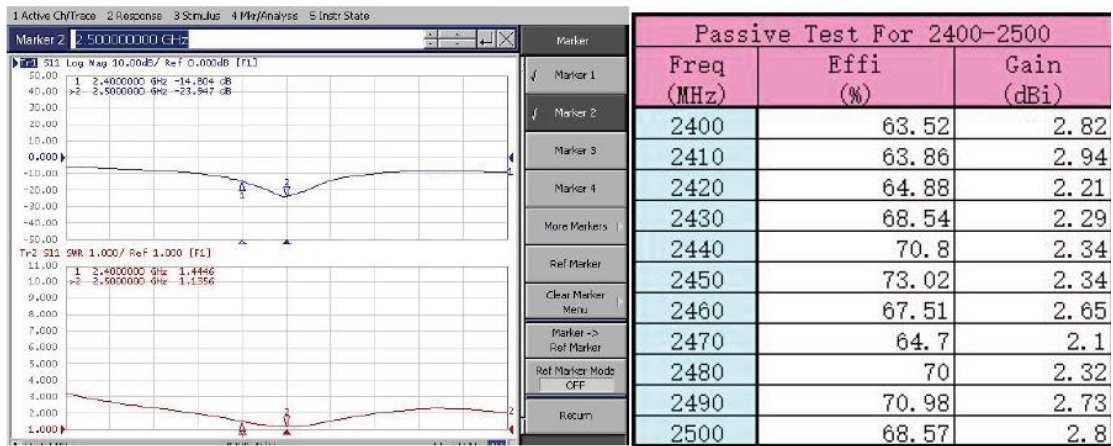 1 Active Ch/Trace 2 Response 3 Stimulus 4 Mkr/Analysis 5 Instr State
Marker 2 2.500000000 GHz
Tr1 S11 Log Mag 10.00dB/ Ref 0.000dB [F1]
50.00
1 2.4000000 GHz -14.804 dB
>2 2.5000000 GHz -23.947 dB
40.00
30.00
20.00
10.00
0.000
-10.00
-20.00
-30.00
-40.00
-50.00
1
2
1
Tr2 S11 SWR 1.000/ Ref 1.000 [F1]
11.00
1 2.4000000 GHz 1.4446
>2 2.5000000 GHz 1.1356
10.00
9.000
8.000
7.000
6.000
5.000
4.000
3.000
2.000
1.000
2
2
Marker
Marker 1
Marker 2
Marker 3
Marker 4
More Markers
Ref Marker
Clear Marker
Menu
Marker ->
Ref Marker
Ref Marker Mode
OFF
Return
Passive Test For 2400-2500
Freq Effi Gain
(MHz) (%) (dBi)
2400 63.52 2.82
2410 63.86 2.94
2420 64.88 2.21
2430 68.54 2.29
2440 70.8 2.34
2450 73.02 2.34
2460 67.51 2.65
2470 64.7 2.1
2480 70 2.32
2490 70.98 2.73
2500 68.57 2.8